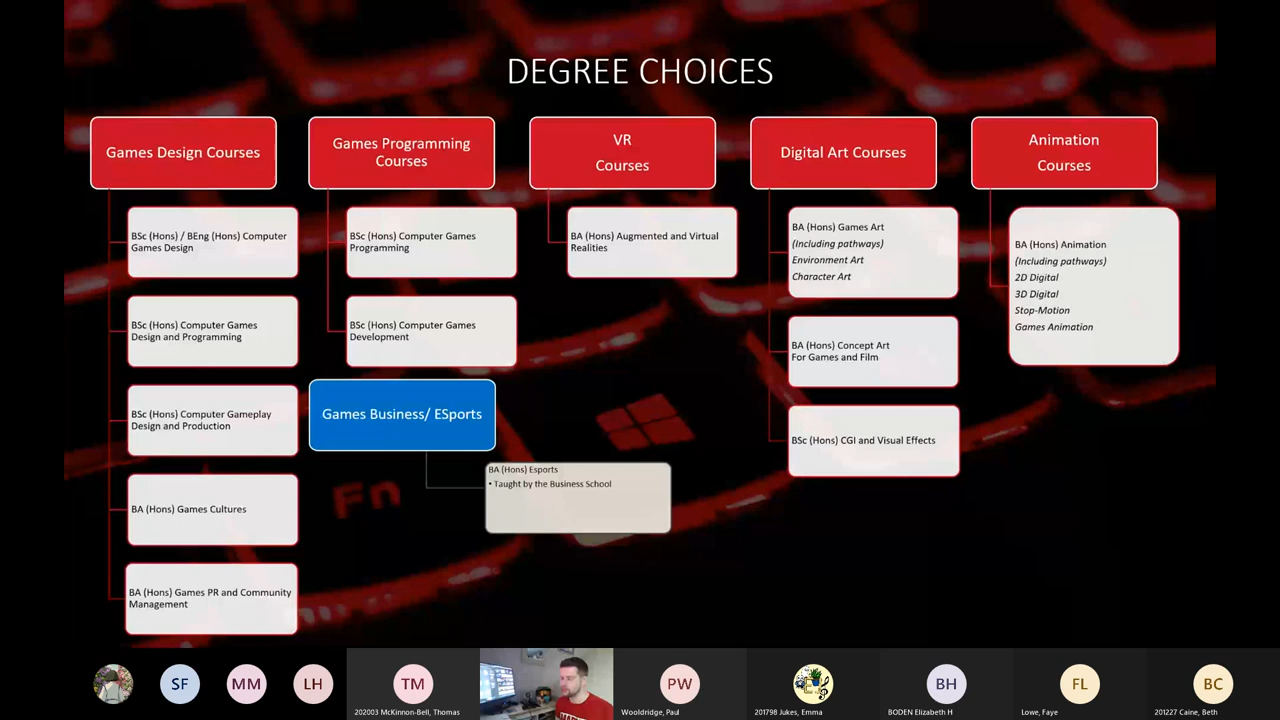 DEGREE CHOICES
Games Design Courses
BSc (Hons) / BEng (Hons) Computer
Games Design
BSc (Hons) Computer Games
Design and Programming
BSc (Hons) Computer Gameplay
Design and Production
BA (Hons) Games Cultures
BA (Hons) Games PR and Community
Management
Games Programming
Courses
BSc (Hons) Computer Games
Programming
BSc (Hons) Computer Games
Development
Games Business/ ESports
BA (Hons) Esports
• Taught by the Business School
VR
Courses
BA (Hons) Augmented and Virtual
Realities
Digital Art Courses
BA (Hons) Games Art
(Including pathways)
Environment Art
Character Art
BA (Hons) Concept Art
For Games and Film
BSc (Hons) CGI and Visual Effects
Animation
Courses
BA (Hons) Animation
(Including pathways)
2D Digital
3D Digital
Stop-Motion
Games Animation
Fn
SF
MM
LH
TM
202003 McKinnon-Bell, Thomas
PW
Wooldridge, Paul
201798 Jukes, Emma
BH
BODEN Elizabeth H
FL
Lowe, Faye
BC
201227 Caine, Beth